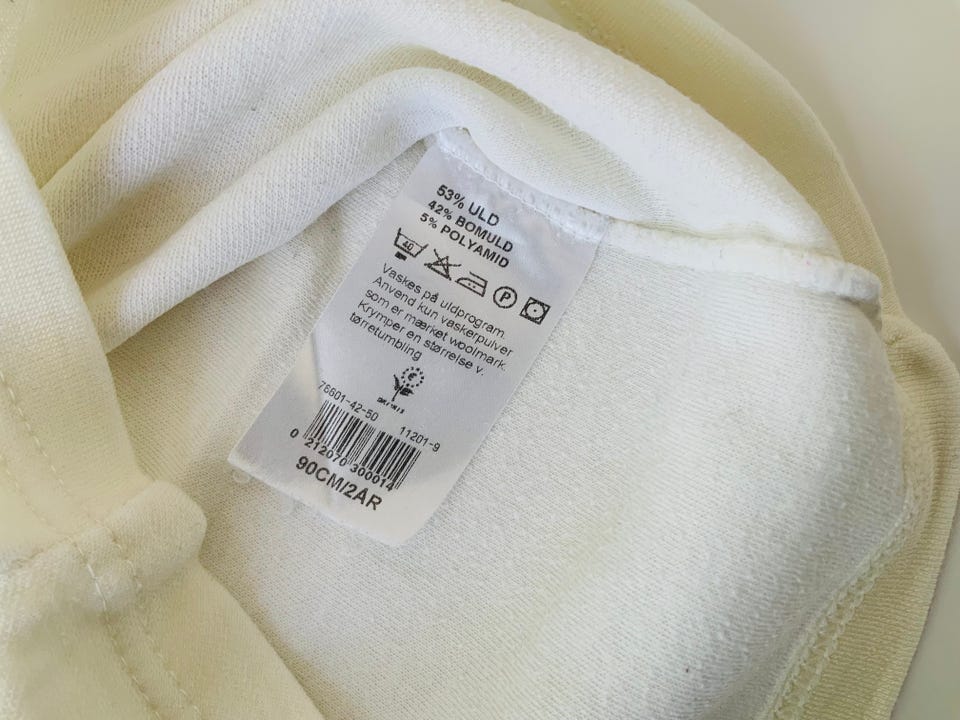 53% ULD
42% BOMULD
5% POLYAMID
40 P
Vaskes på uldprogram.
Anvend kun vaskerpulver
som er mærket woolmark.
Krymper en størrelse v.
tørretumbling
76601-42-50 11201-9
0 212070 300014
90CM/2AR